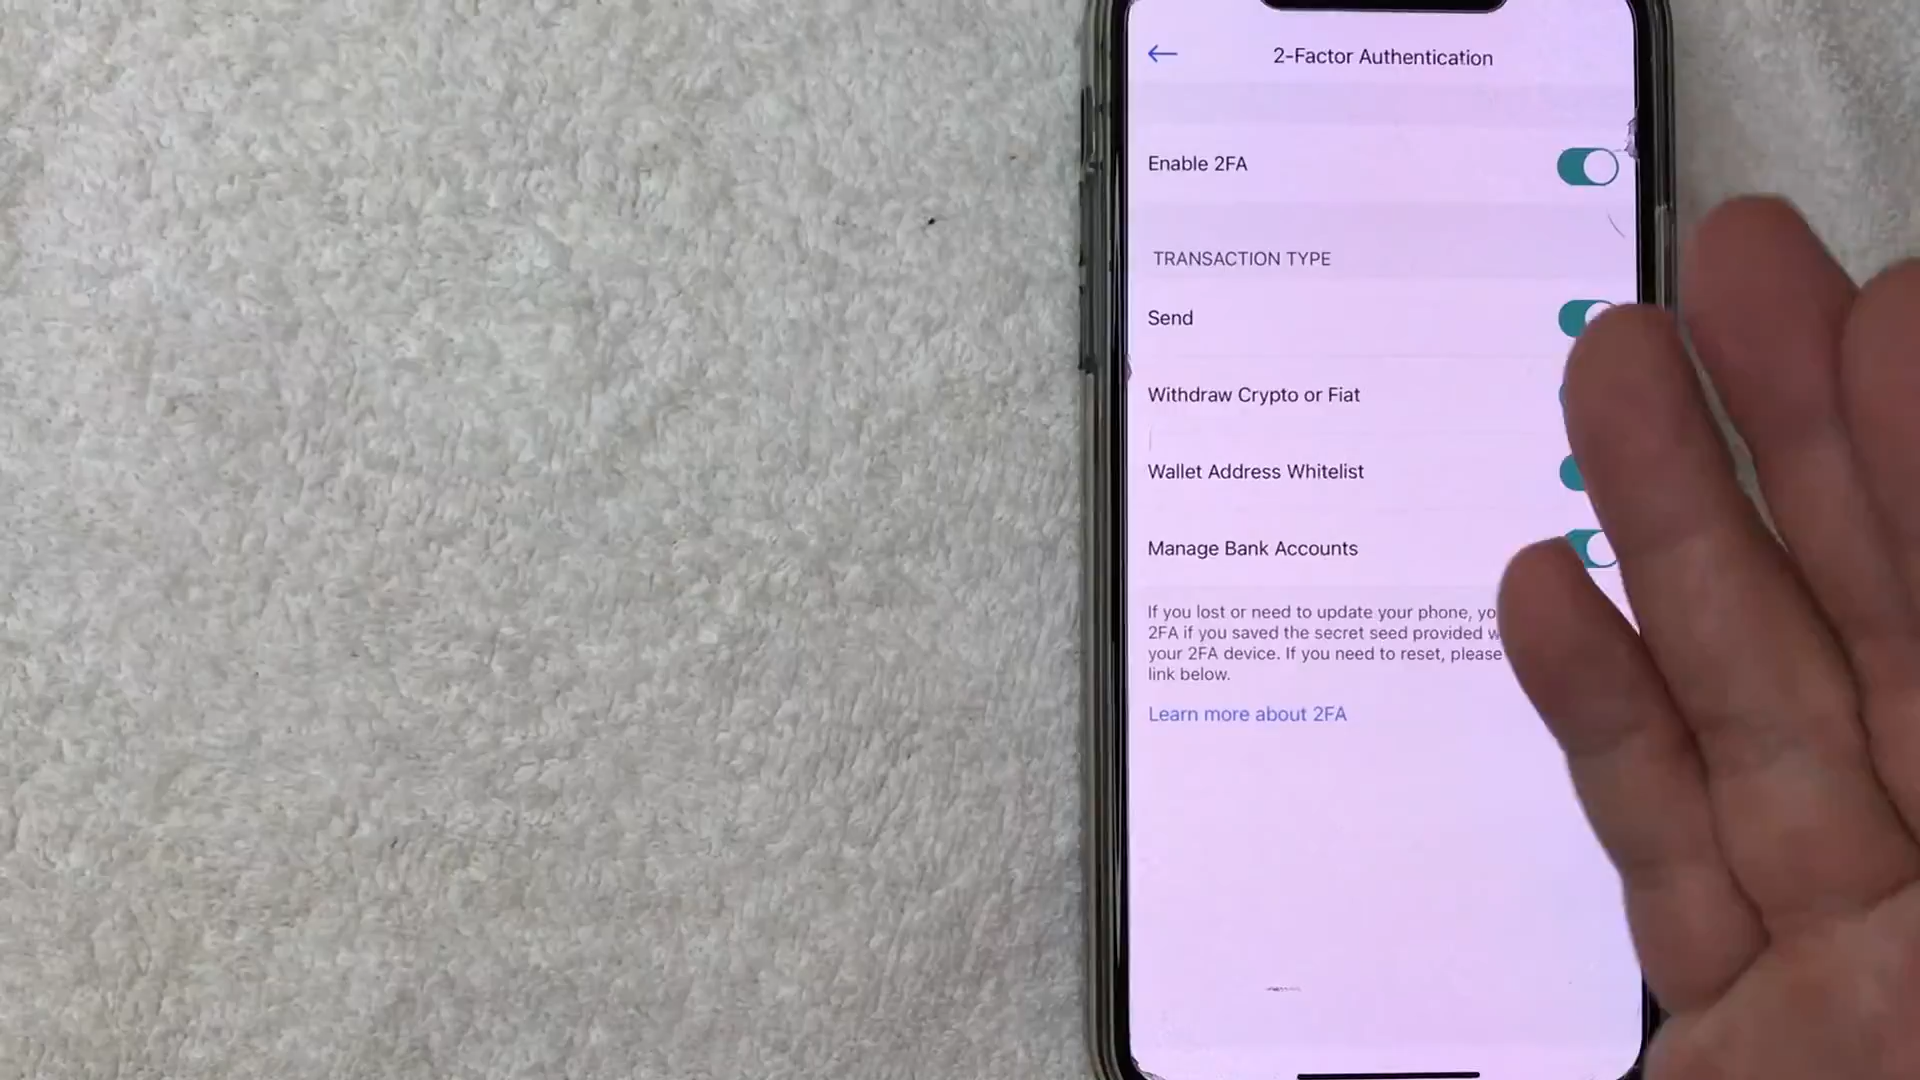 2-Factor Authentication
Enable 2FA
TRANSACTION TYPE
Send
Withdraw Crypto or Fiat
Wallet Address Whitelist
Manage Bank Accounts
If you lost or need to update your phone,
2FA if you saved the secret seed provided
your 2FA device. If you need to reset, please
link below.
Learn more about 2FA